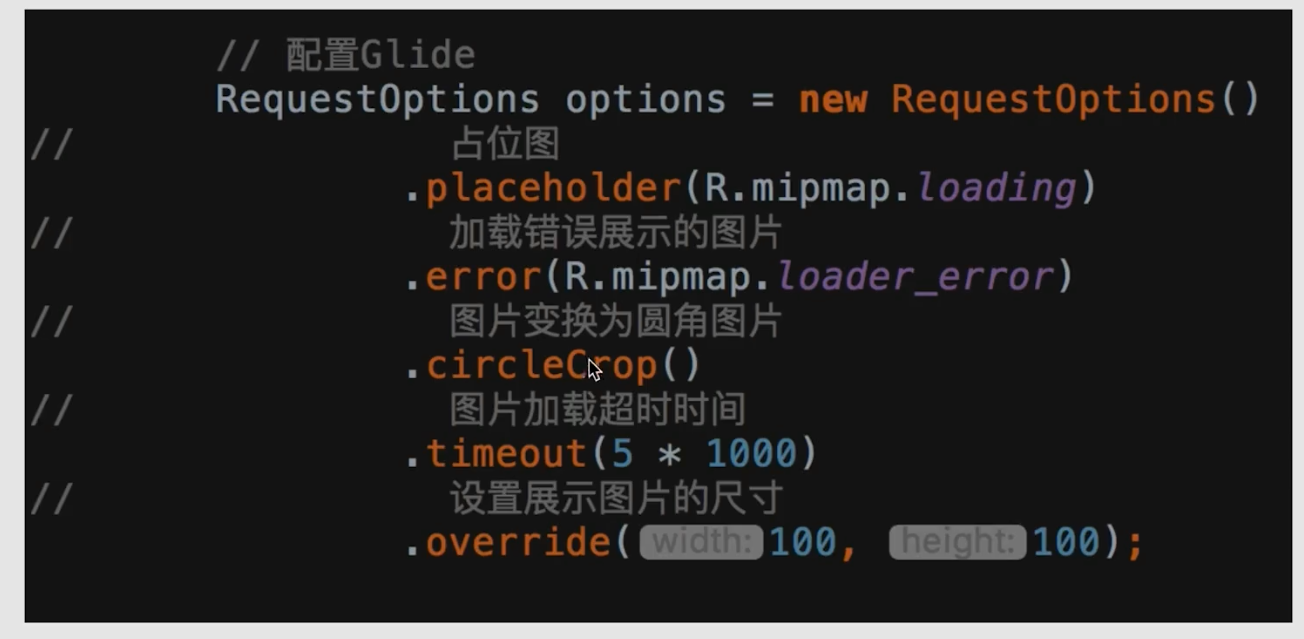 // 配置Glide
RequestOptions options = new RequestOptions()
// 占位图
.placeholder(R.mipmap.loading)
// 加载错误展示的图片
.error(R.mipmap.loader_error)
// 图片变换为圆角图片
.circleCrop()
// 图片加载超时时间
.timeout(5 * 1000)
// 设置展示图片的尺寸
.override( width: 100, height: 100);